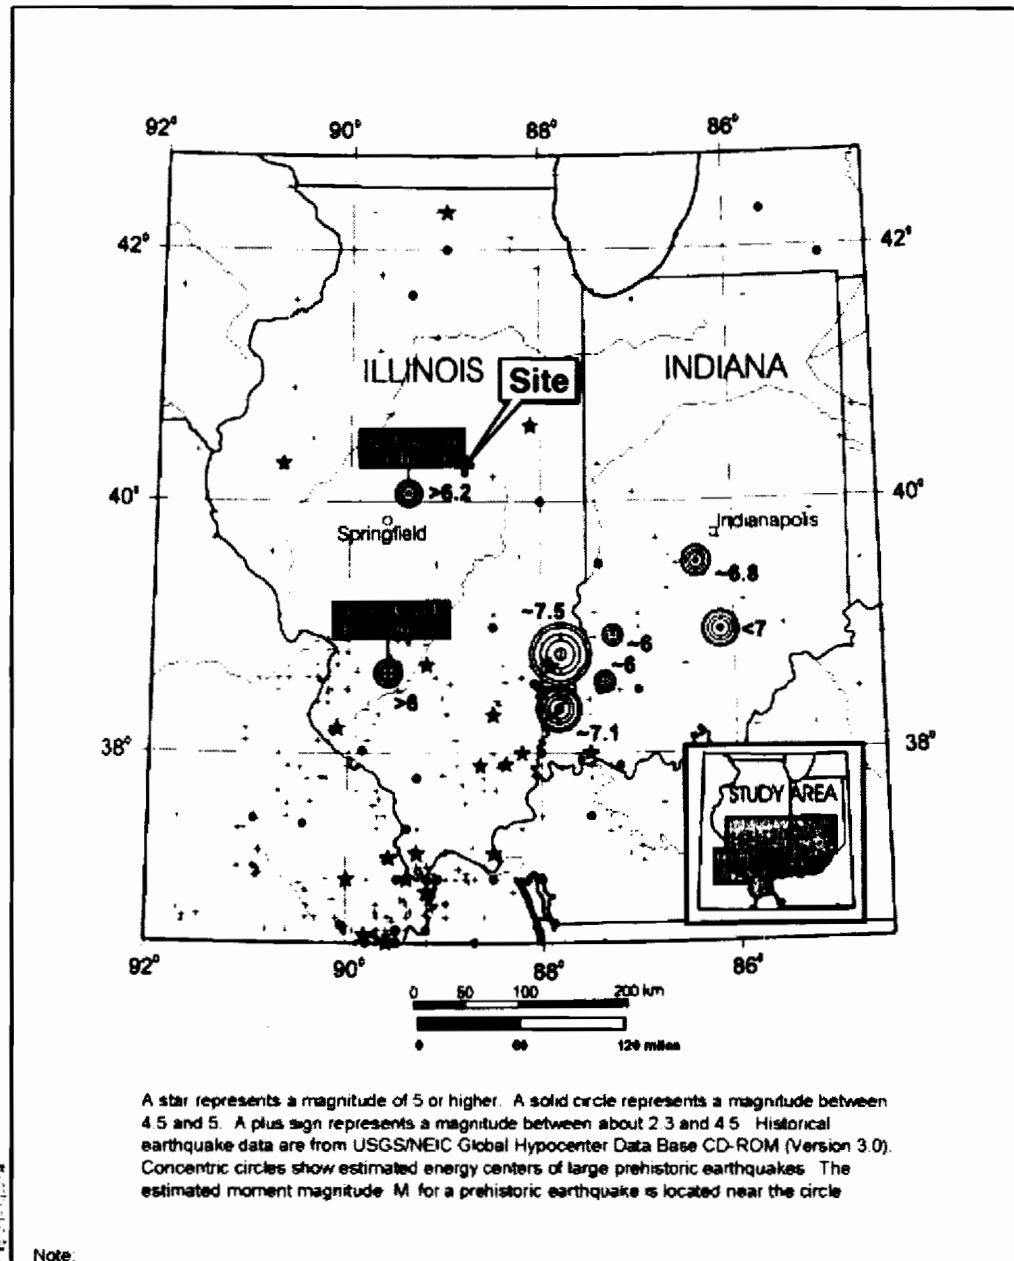 92°
90°
88°
86°
42°
42°
ILLINOIS
INDIANA
Site
>6.2
40°
40°
Springfield
Indianapolis
~6.8
~7.5
<7
~6
~6
>6
~7.1
38°
38°
STUDY AREA
92°
90°
88°
86°
0 50 100 200 km
0 60 120 miles
A star represents a magnitude of 5 or higher. A solid circle represents a magnitude between
4.5 and 5. A plus sign represents a magnitude between about 2.3 and 4.5 Historical
earthquake data are from USGS/NEIC Global Hypocenter Data Base CD-ROM (Version 3.0).
Concentric circles show estimated energy centers of large prehistoric earthquakes The
estimated moment magnitude M for a prehistoric earthquake is located near the circle
Note: